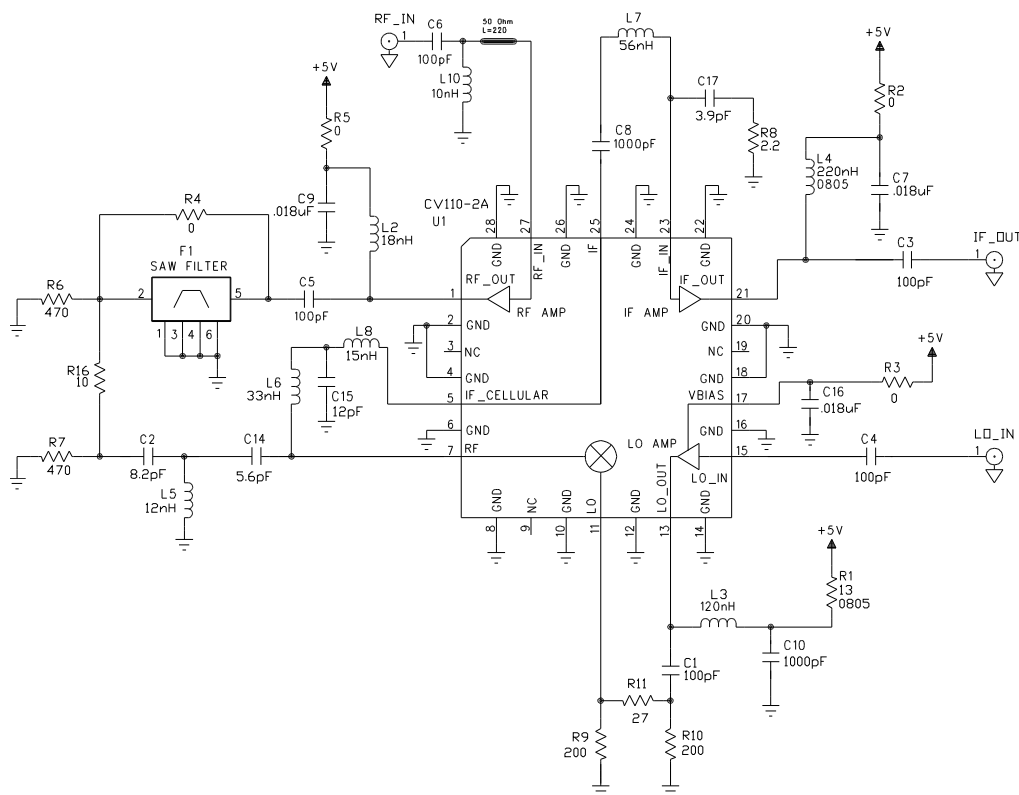 RF_IN
1
C6
100pF
50 Ohm
L=220
L10
10nH
L7
56nH
C17
3.9pF
R8
2.2
C8
1000pF
+5V
R2
0
L4
220nH
0805
C7
.018uF
C3
100pF
IF_OUT
1
+5V
R5
0
C9
.018uF
L2
18nH
R4
0
F1
SAW FILTER
2
5
1
3
4
6
R6
470
C5
100pF
R16
10
L8
15nH
L6
33nH
C15
12pF
R7
470
C2
8.2pF
C14
5.6pF
L5
12nH
CV110-2A
U1
28
27
26
25
24
23
22
GND
RF_IN
GND
IF
GND
IF_IN
GND
RF_OUT
RF AMP
IF_OUT
IF AMP
1
2
GND
3
NC
4
GND
5
IF_CELLULAR
6
GND
7
RF
21
20
GND
19
NC
18
GND
17
VBIAS
16
GND
15
LO AMP
LO_IN
GND
NC
GND
LO
GND
LO_OUT
GND
8
9
10
11
12
13
14
+5V
R3
0
C16
.018uF
C4
100pF
LO_IN
1
+5V
R1
13
0805
L3
120nH
C10
1000pF
C1
100pF
R11
27
R9
200
R10
200